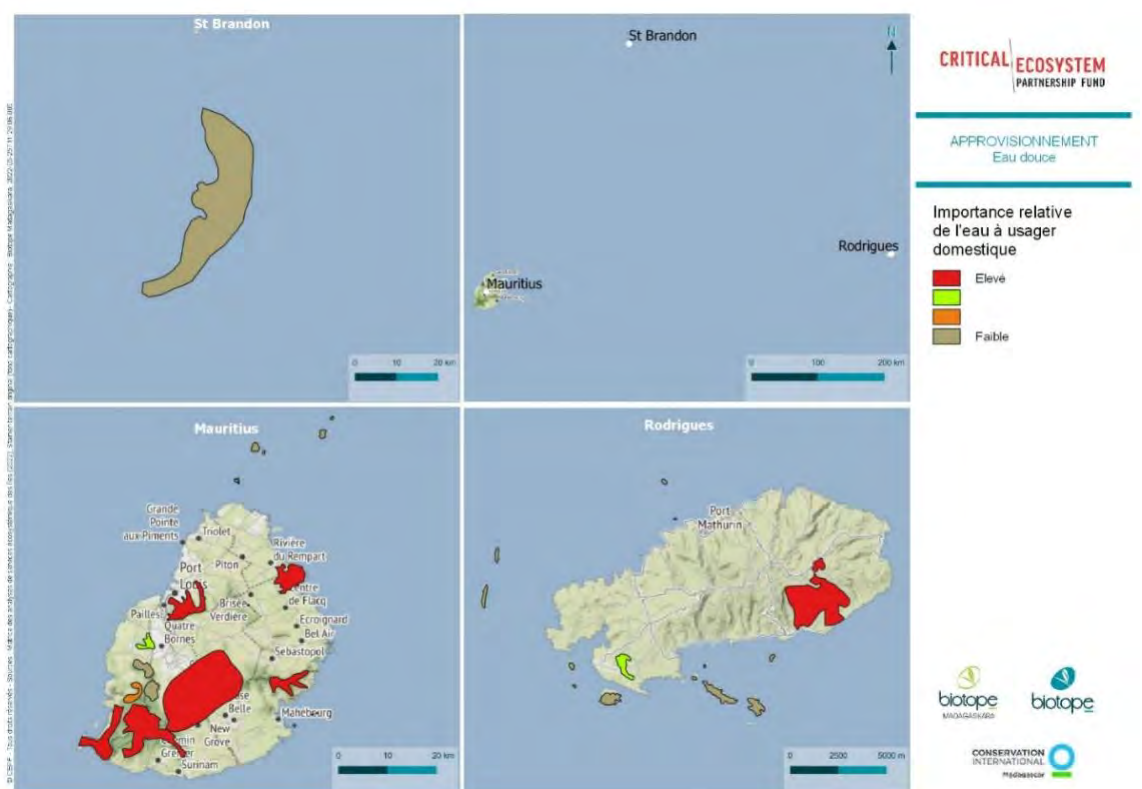 St Brandon
St Brandon
N
Mauritius
Rodrigues
0 10 20 km
0 100 200 km
CRITICAL ECOSYSTEM
PARTNERSHIP FUND
APPROVISIONNEMENT
Eau douce
Importance relative
de l'eau à usager
domestique
Elevé
Faible
Mauritius
Grande
Pointe
aux Piments
Triolet
Rivière
du Rempart
Piton
Port
Louis
Centre
de Flacq
Brisée
Verdière
Pailles
Ecroignard
Quatre
Bornes
Bel Air
Sebastopol
Belle
Mahebourg
New
Grove
Chemin
Grenier
Surinam
0 10 20 km
Rodrigues
Port
Mathurin
0 2500 5000 m
biotope
MADAGASKARA
biotope
CONSERVATION
INTERNATIONAL
Madagascar